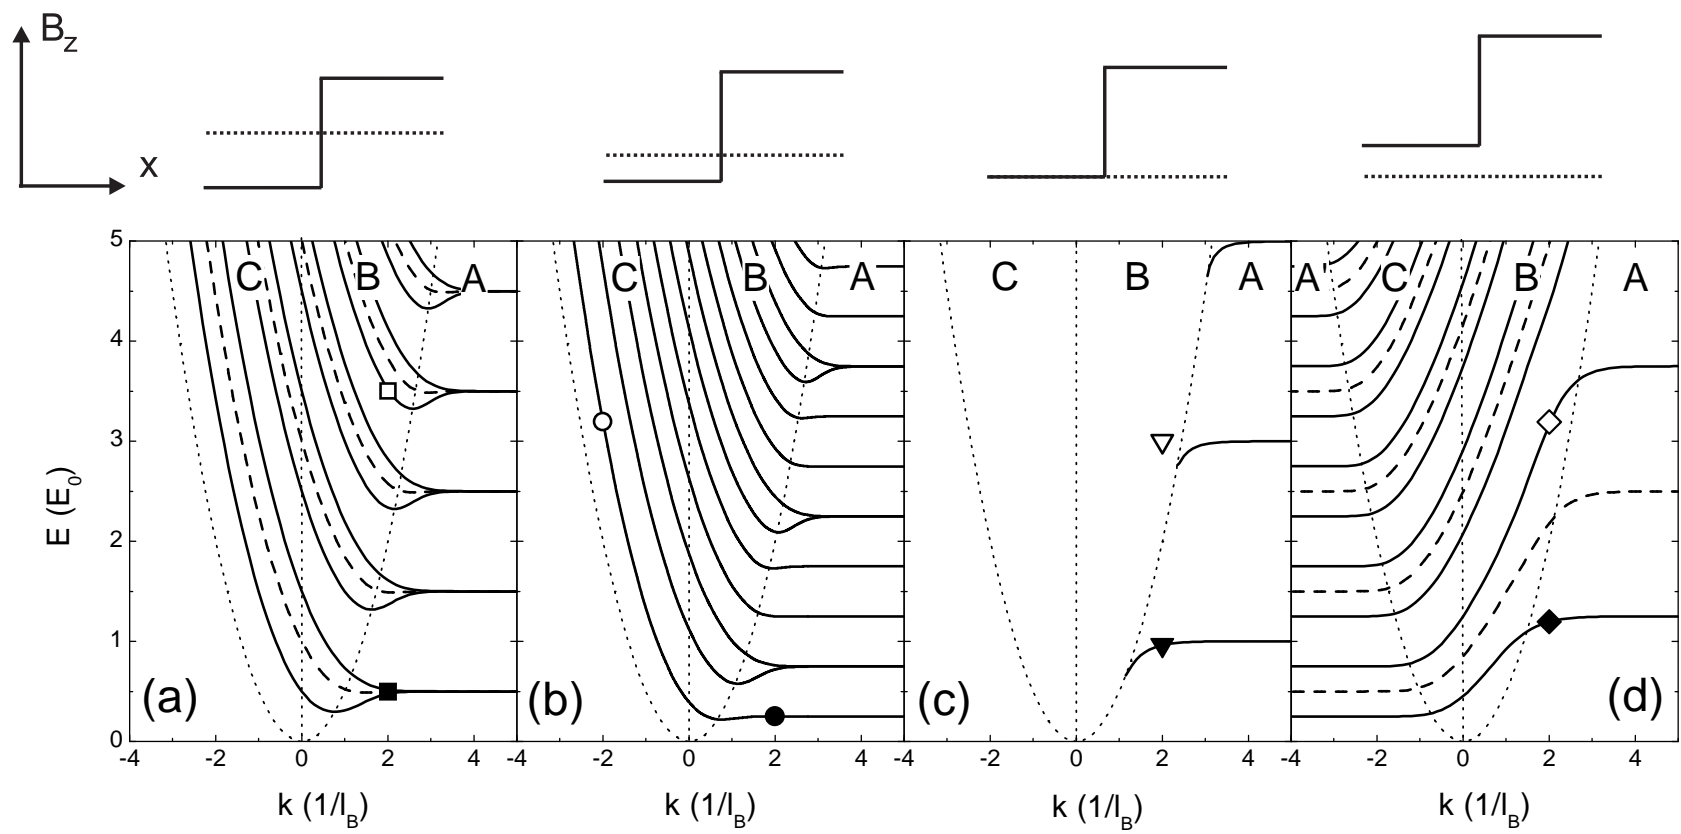 B_z
x
5
4
3
2
1
0
E (E_0)
C B A
C B A
C B A
A C B A
(a) (b) (c) (d)
-4 -2 0 2 4 -4 -2 0 2 4 -4 -2 0 2 4 -4 -2 0 2 4
k (1/l_B) k (1/l_B) k (1/l_B) k (1/l_B)